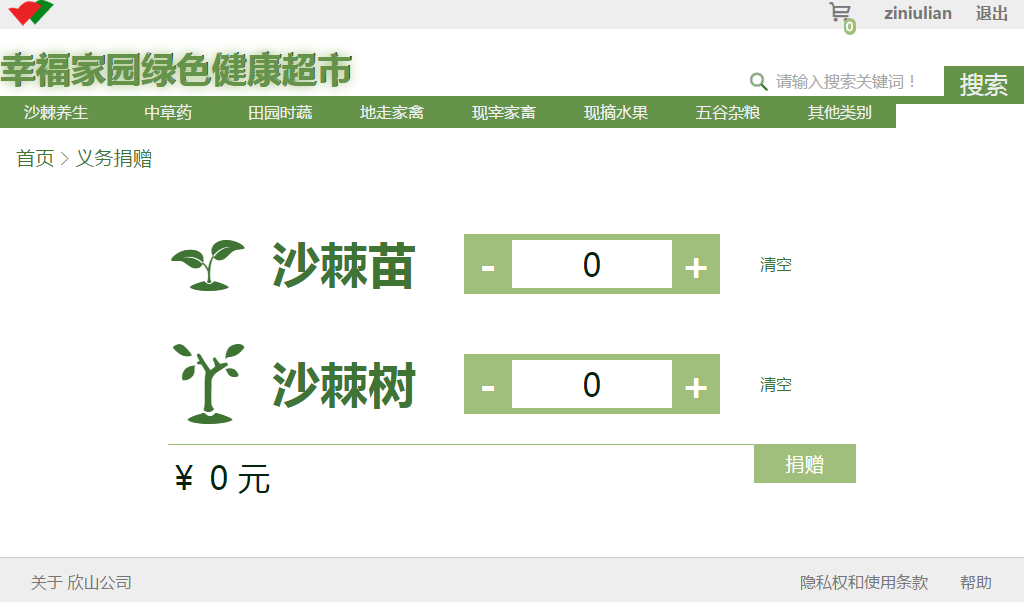 0 ziniulian 退出
幸福家园绿色健康超市
请输入搜索关键词！ 搜索
沙棘养生 中草药 田园时蔬 地走家禽 现宰家畜 现摘水果 五谷杂粮 其他类别
首页 > 义务捐赠
沙棘苗 - 0 + 清空
沙棘树 - 0 + 清空
¥ 0 元 捐赠
关于 欣山公司 隐私权和使用条款 帮助